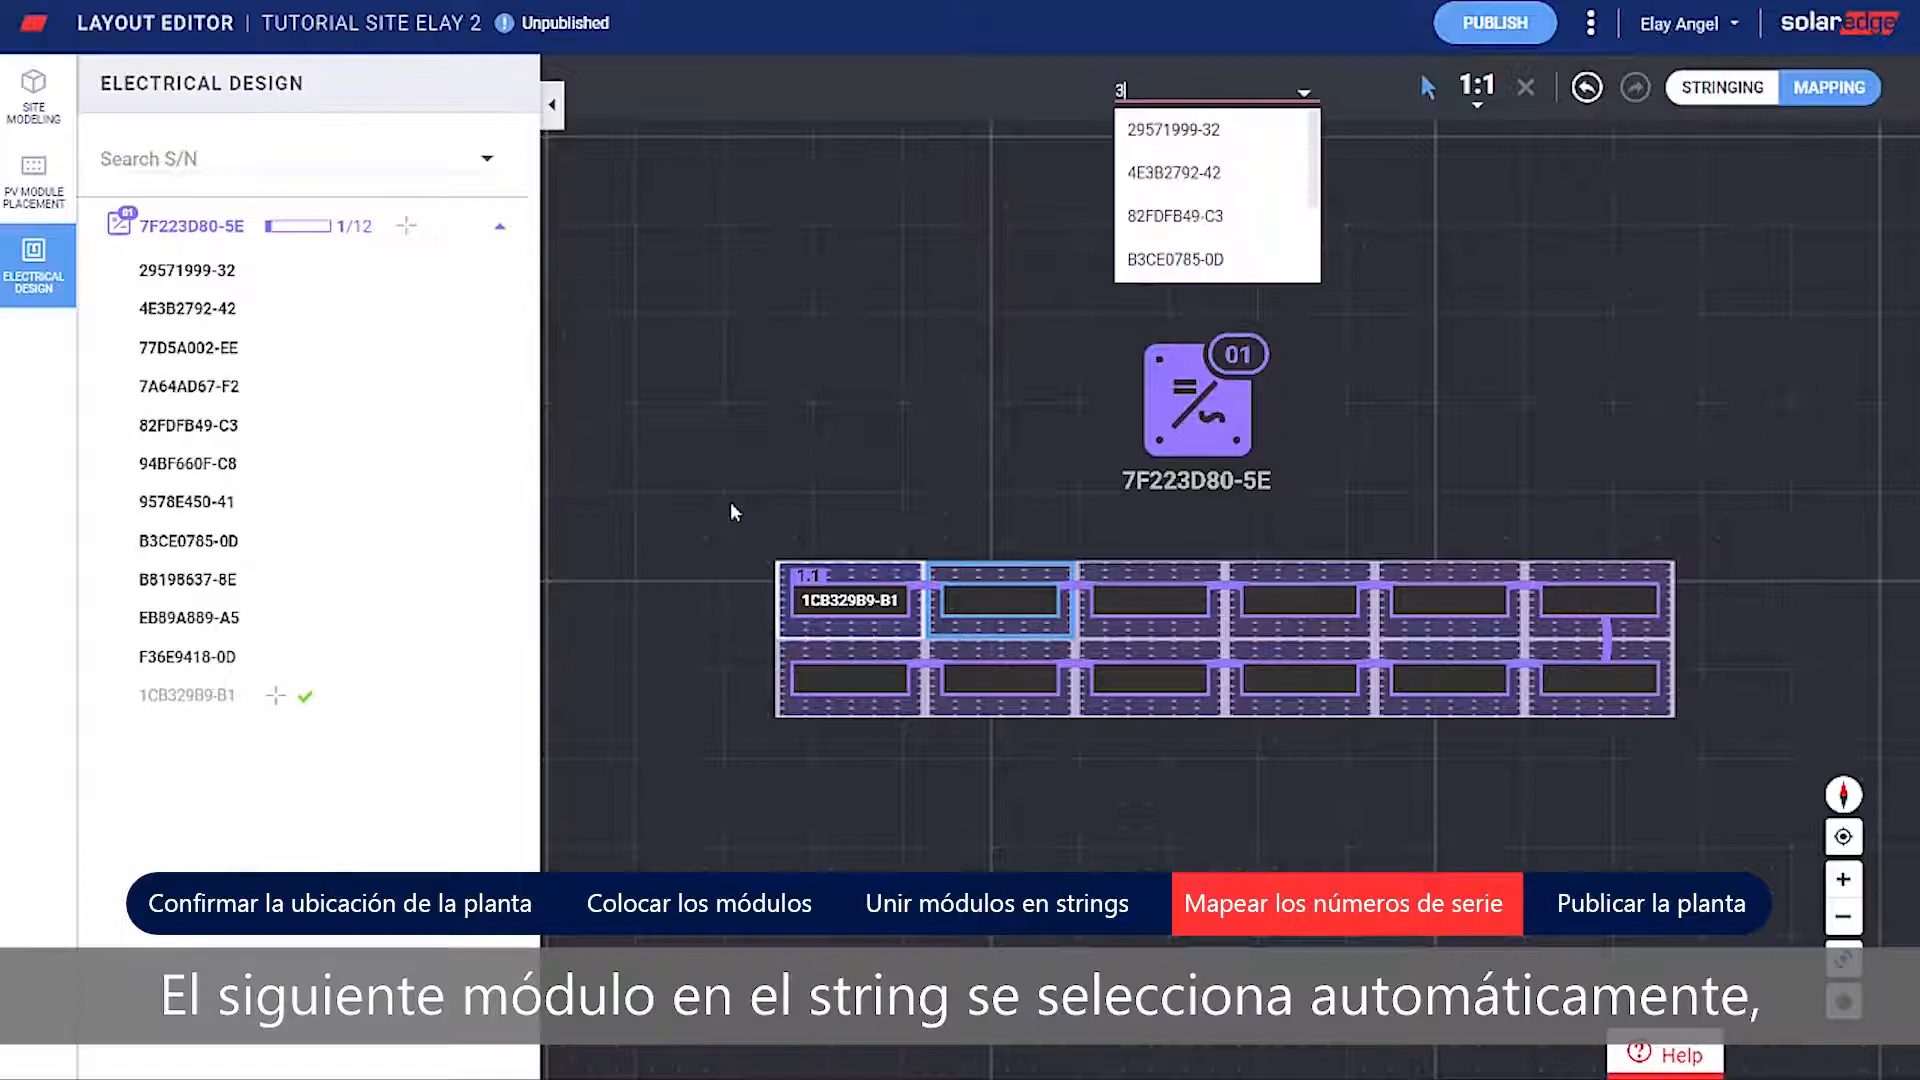 LAYOUT EDITOR | TUTORIAL SITE ELAY 2 Unpublished
PUBLISH
Elay Angel
solaredge
SITE
MODELING
PV MODULE
PLACEMENT
ELECTRICAL
DESIGN
ELECTRICAL DESIGN
Search S/N
01
7F223D80-5E 1/12
29571999-32
4E3B2792-42
77D5A002-EE
7A64AD67-F2
82FDFB49-C3
94BF660F-C8
9578E450-41
B3CE0785-0D
B8198637-8E
EB89A889-A5
F36E9418-0D
1CB329B9-B1
3
29571999-32
4E3B2792-42
82FDFB49-C3
B3CE0785-0D
1:1
STRINGING
MAPPING
01
7F223D80-5E
1.1
1CB329B9-B1
Confirmar la ubicación de la planta
Colocar los módulos
Unir módulos en strings
Mapear los números de serie
Publicar la planta
El siguiente módulo en el string se selecciona automáticamente,
Help